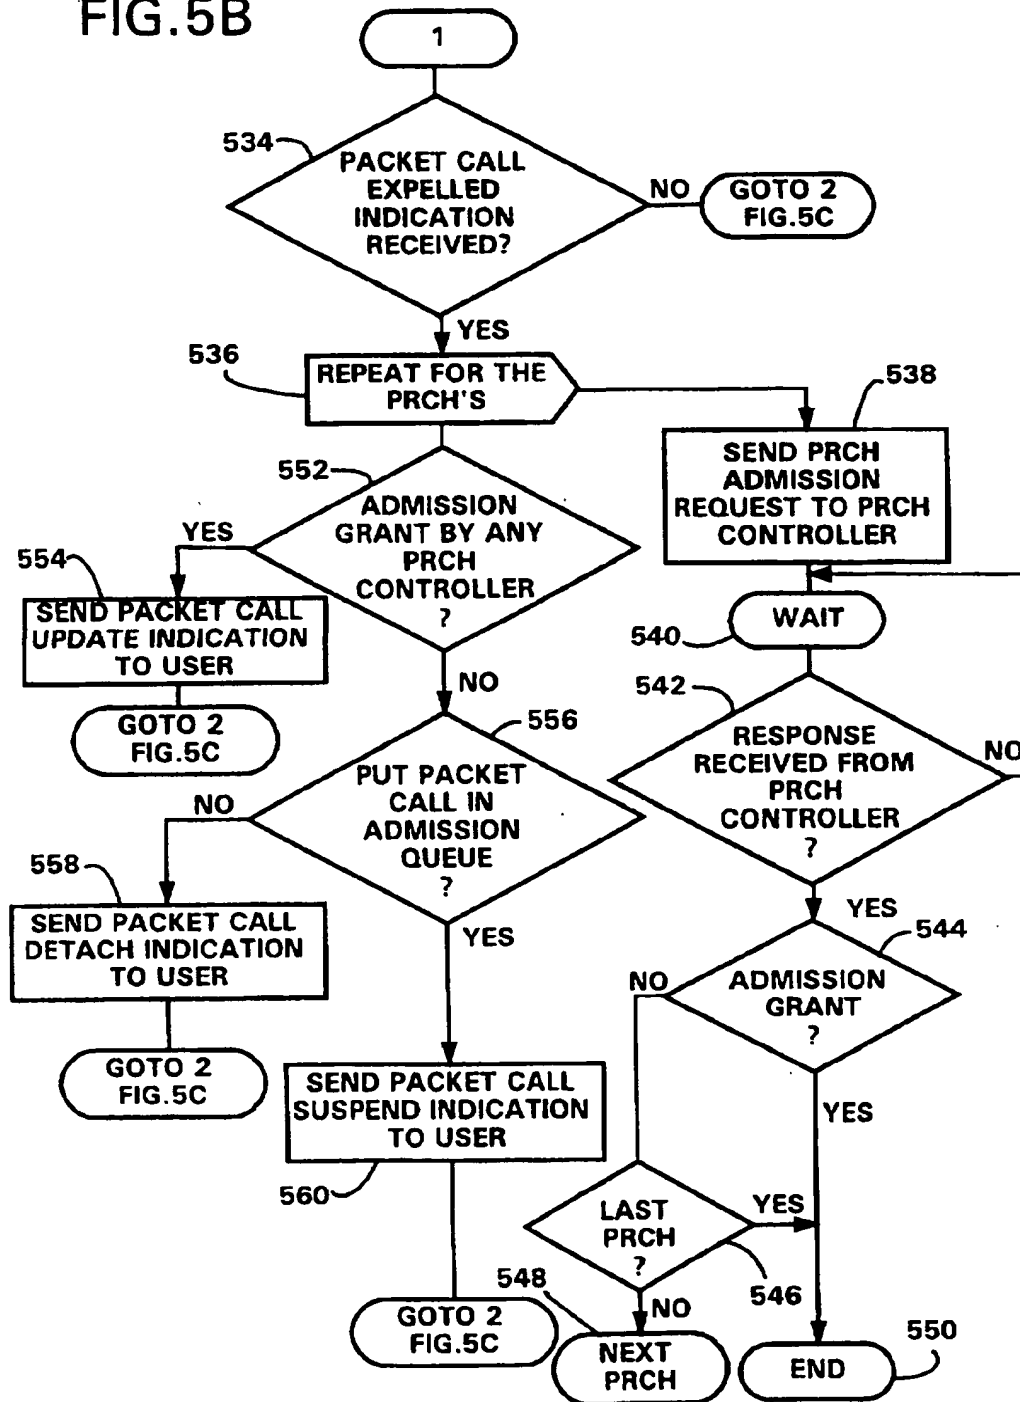 FIG.5B
1
534
PACKET CALL
EXPELLED
INDICATION
RECEIVED?
NO
GOTO 2
FIG.5C
YES
536
REPEAT FOR THE
PRCH'S
538
SEND PRCH
ADMISSION
REQUEST TO PRCH
CONTROLLER
552
ADMISSION
GRANT BY ANY
PRCH
CONTROLLER
?
YES
554
SEND PACKET CALL
UPDATE INDICATION
TO USER
GOTO 2
FIG.5C
NO
WAIT
540
542
RESPONSE
RECEIVED FROM
PRCH
CONTROLLER
?
NO
YES
556
PUT PACKET
CALL IN
ADMISSION
QUEUE
?
NO
558
SEND PACKET CALL
DETACH INDICATION
TO USER
GOTO 2
FIG.5C
YES
544
ADMISSION
GRANT
?
NO
YES
SEND PACKET CALL
SUSPEND INDICATION
TO USER
560
GOTO 2
FIG.5C
LAST
PRCH
?
YES
546
548
NO
NEXT
PRCH
END
550